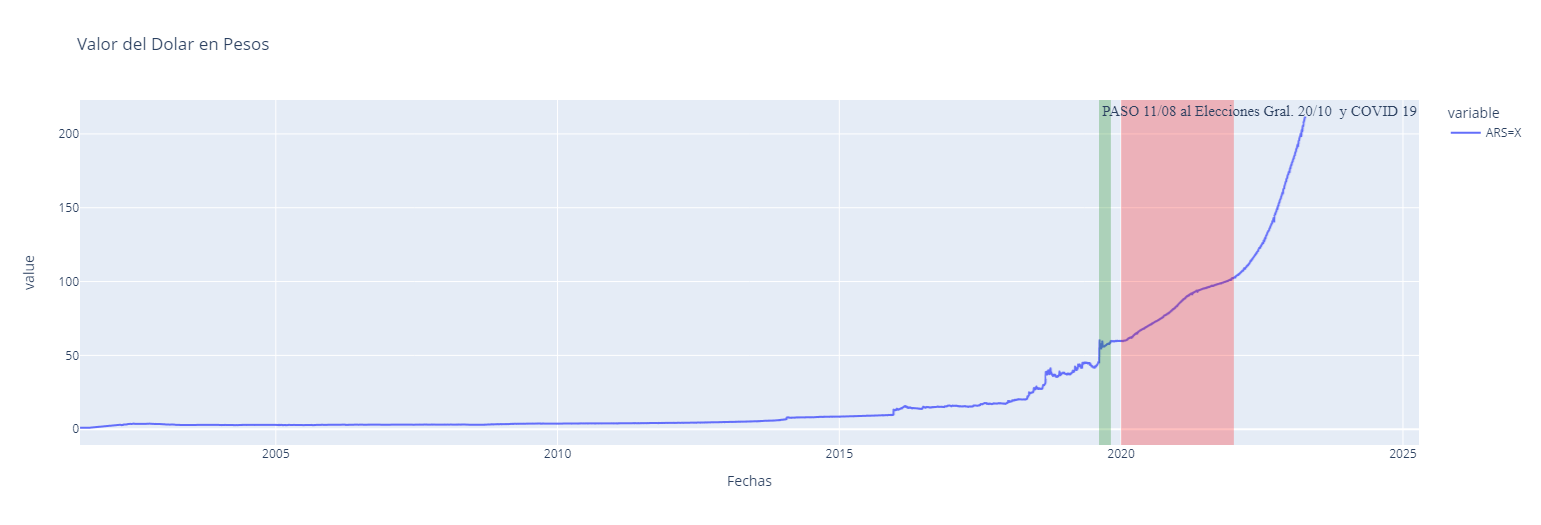 Valor del Dolar en Pesos
PASO 11/08 al Elecciones Gral. 20/10  y COVID 19
variable
ARS=X
value
200
150
100
50
0
2005 2010 2015 2020 2025
Fechas